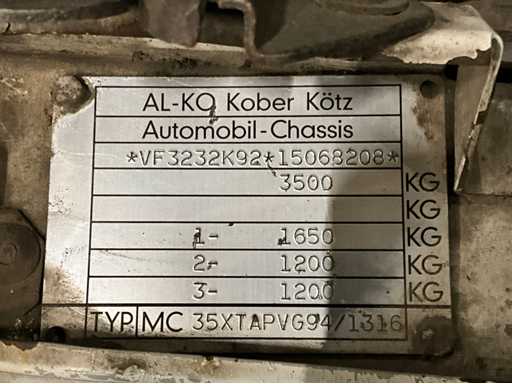 AL-KO Kober Kötz
Automobil-Chassis
*VF3232K92*15068208*
3500 KG
KG
1- 1650 KG
2- 1200 KG
3- 1200 KG
TYP MC 35XTAPVG94/1316